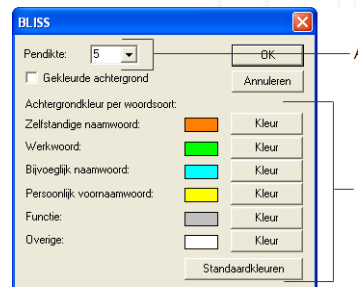 BLISS
Pendikte: 5 OK
Gekleurde achtergrond Annuleren
Achtergrondkleur per woordsoort:
Zelfstandige naamwoord: Kleur
Werkwoord: Kleur
Bijvoeglijk naamwoord: Kleur
Persoonlijk voornaamwoord: Kleur
Functie: Kleur
Overige: Kleur
Standaardkleuren